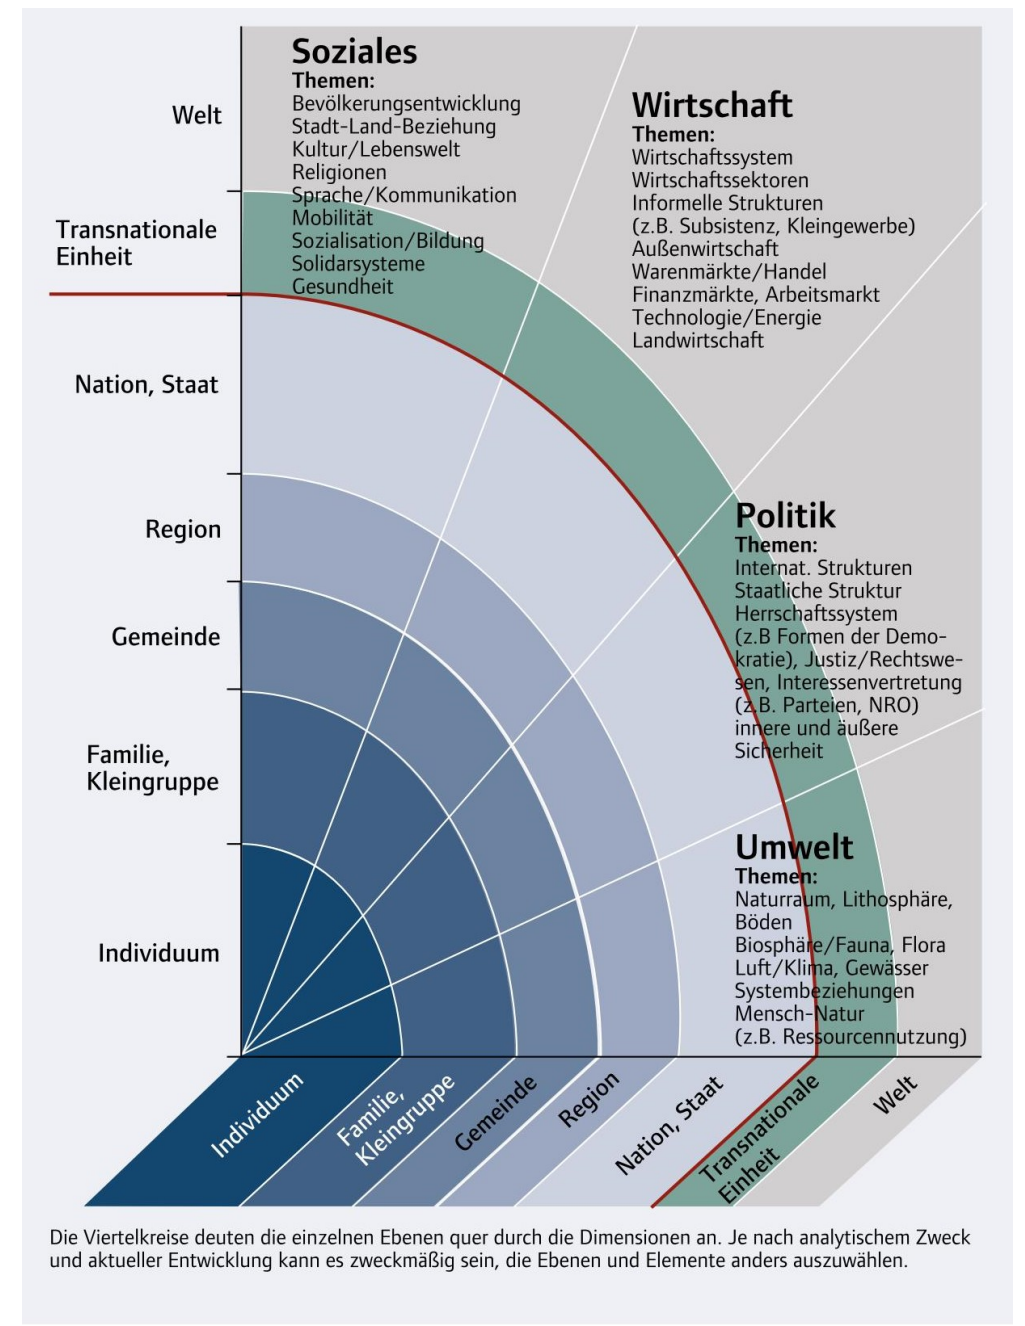 Soziales
Themen:
Bevölkerungsentwicklung
Stadt-Land-Beziehung
Kultur/Lebenswelt
Religionen
Sprache/Kommunikation
Mobilität
Sozialisation/Bildung
Solidarsysteme
Gesundheit
Wirtschaft
Themen:
Wirtschaftssystem
Wirtschaftssektoren
Informelle Strukturen
(z.B. Subsistenz, Kleingewerbe)
Außenwirtschaft
Warenmärkte/Handel
Finanzmärkte, Arbeitsmarkt
Technologie/Energie
Landwirtschaft
Politik
Themen:
Internat. Strukturen
Staatliche Struktur
Herrschaftssystem
(z.B Formen der Demo-
kratie), Justiz/Rechtswe-
sen, Interessenvertretung
(z.B. Parteien, NRO)
innere und äußere
Sicherheit
Umwelt
Themen:
Naturraum, Lithosphäre,
Böden
Biosphäre/Fauna, Flora
Luft/Klima, Gewässer
Systembeziehungen
Mensch-Natur
(z.B. Ressourcennutzung)
Welt
Transnationale
Einheit
Nation, Staat
Region
Gemeinde
Familie,
Kleingruppe
Individuum
Individuum
Familie,
Kleingruppe
Gemeinde
Region
Nation, Staat
Transnationale
Einheit
Welt
Die Viertelkreise deuten die einzelnen Ebenen quer durch die Dimensionen an. Je nach analytischem Zweck
und aktueller Entwicklung kann es zweckmäßig sein, die Ebenen und Elemente anders auszuwählen.